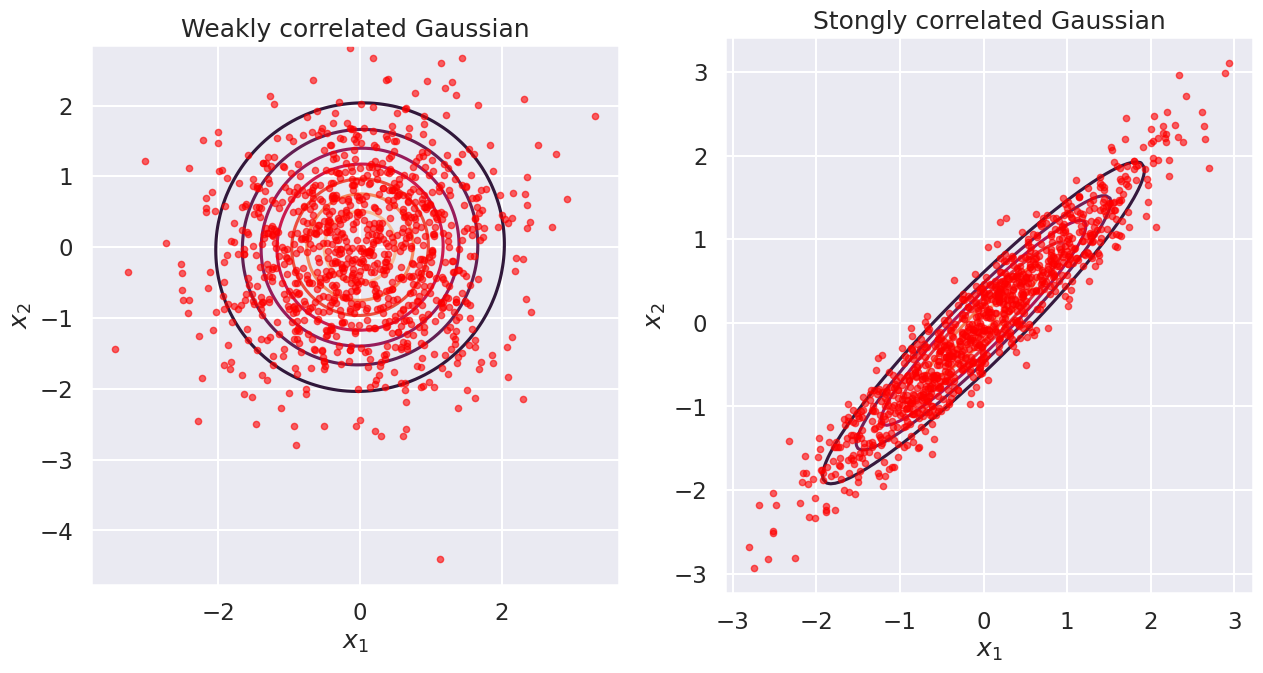 Weakly correlated Gaussian
2
1
0
−1
−2
−3
−4
x₂
−2 0 2
x₁
Stongly correlated Gaussian
3
2
1
0
−1
−2
−3
x₂
−3 −2 −1 0 1 2 3
x₁